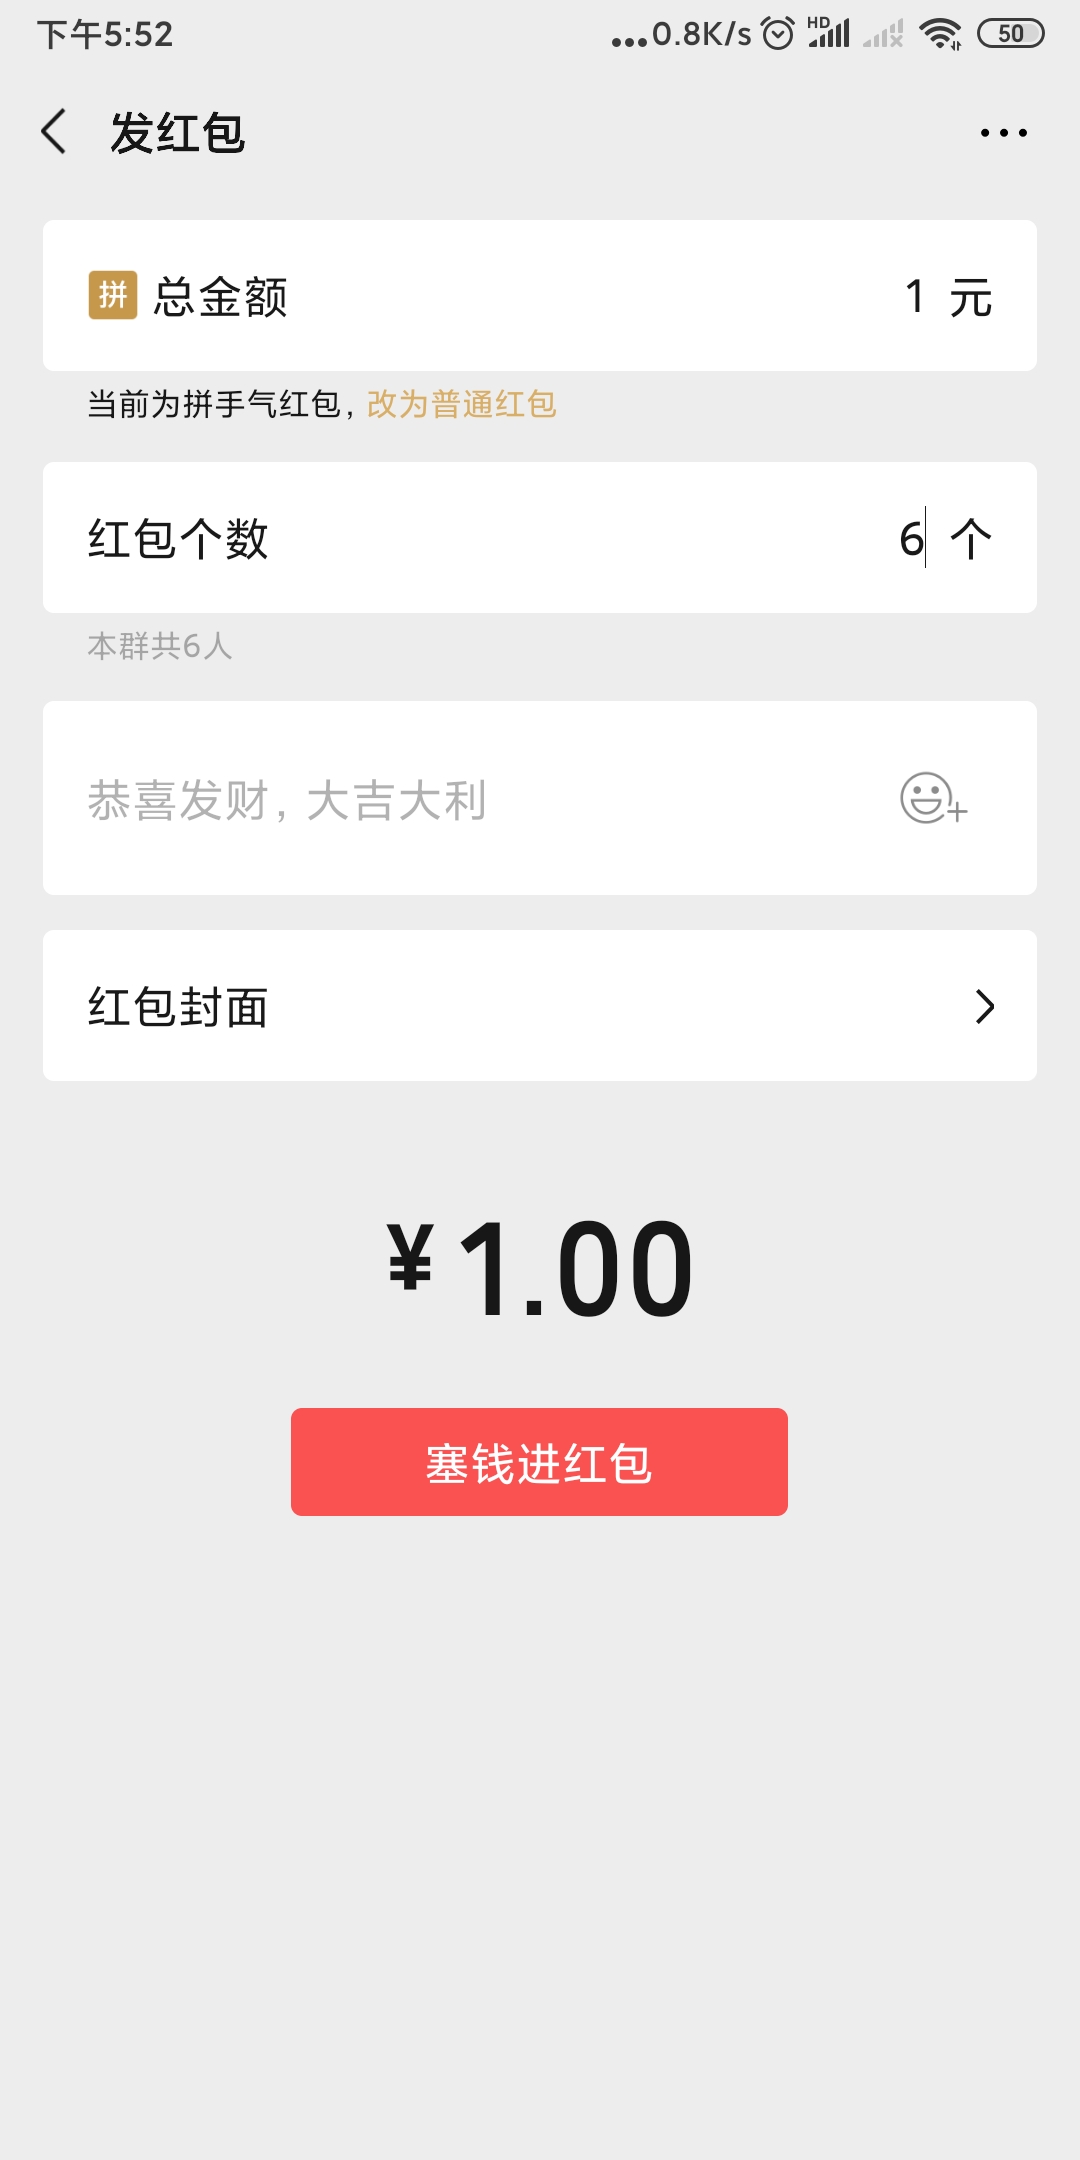 下午5:52
...0.8K/s HD 50
发红包
拼 总金额 1 元
当前为拼手气红包，改为普通红包
红包个数 6 个
本群共6人
恭喜发财，大吉大利
红包封面
¥1.00
塞钱进红包